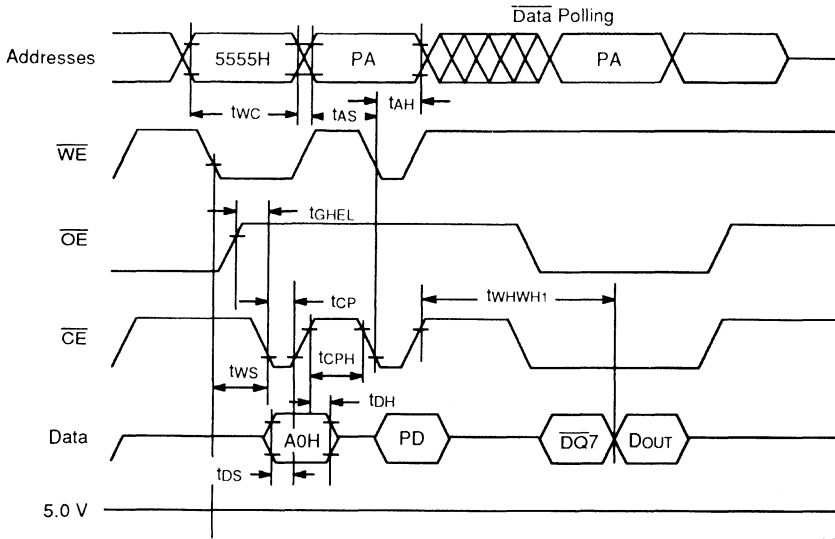 Data Polling
Addresses 5555H PA PA
tWC tAS tAH
WE
tGHEL
OE
tCP tWHWH1
CE
tWS tCPH
tDH
Data A0H PD DQ7 DOUT
tDS
5.0 V